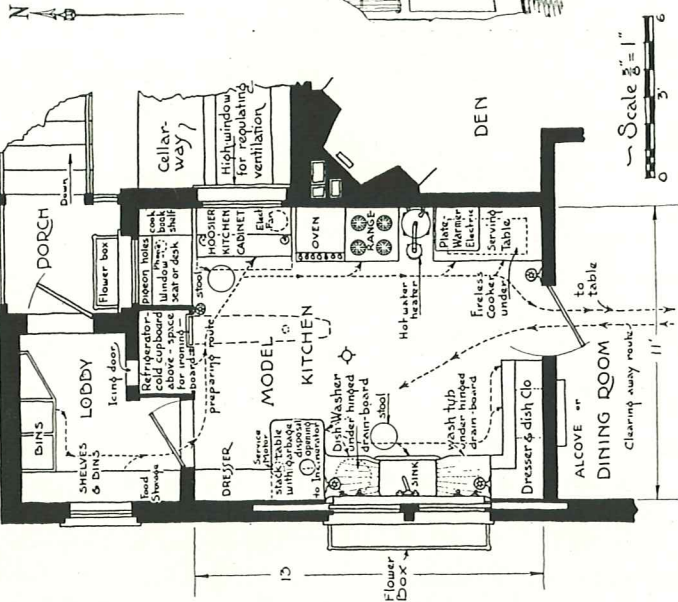 N
PORCH
Down
Flower box
Cellar-
way
High window
for regulating
ventilation.
DEN
~ Scale 3/8" = 1"
0 3' 6
BINS
LOBBY
SHELVES
& BINS
Food
Storage
Icing door
Refrigerator-
cold cupboard
above - space
for ironing-
board
pigeon holes
Window
seat or desk
cook
book
shelf
stool
HOOSIER
KITCHEN
CABINET
Elect.
Fan
OVEN
RANGE
Hot water
heater
Plate-
Warmer
Electric
Serving
Table
Fireless
Cooker
under
preparing route
MODEL
KITCHEN
DRESSER
Service
Motor
stack table
with garbage
disposal
opening
to Incinerator
Dish Washer
under hinged
drain-board
stool
SINK
wash tub
under hinged
drain-board
Dresser & dish Clo
to
table
Clearing away route
ALCOVE or
DINING ROOM
11'
13
Flower
Box